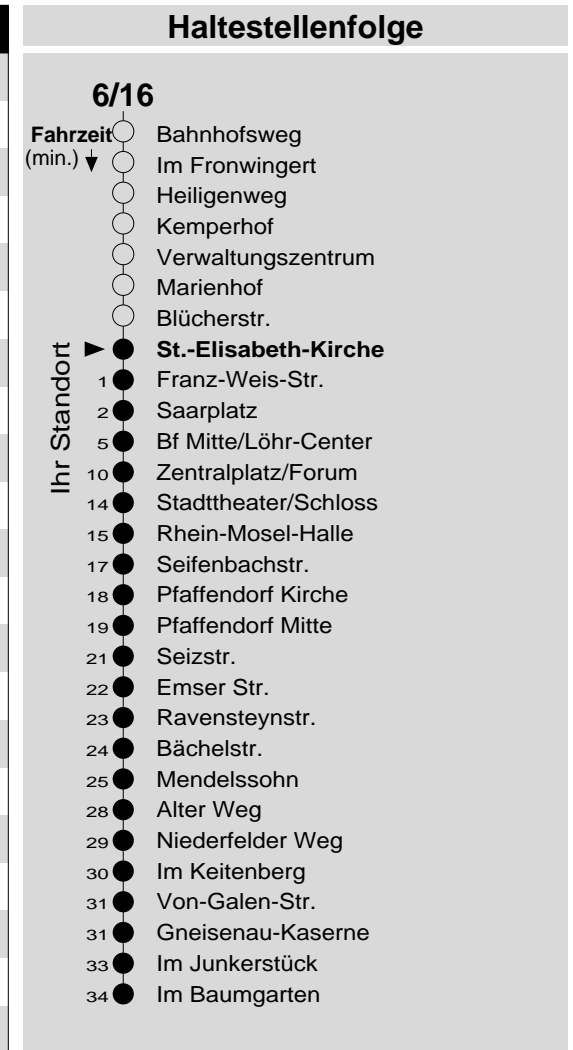 Haltestellenfolge
6/16
Fahrzeit
(min.)
Bahnhofsweg
Im Fronwingert
Heiligenweg
Kemperhof
Verwaltungszentrum
Marienhof
Blücherstr.
Ihr Standort
St.-Elisabeth-Kirche
1 Franz-Weis-Str.
2 Saarplatz
5 Bf Mitte/Löhr-Center
10 Zentralplatz/Forum
14 Stadttheater/Schloss
15 Rhein-Mosel-Halle
17 Seifenbachstr.
18 Pfaffendorf Kirche
19 Pfaffendorf Mitte
21 Seizstr.
22 Emser Str.
23 Ravensteynstr.
24 Bächelstr.
25 Mendelssohn
28 Alter Weg
29 Niederfelder Weg
30 Im Keitenberg
31 Von-Galen-Str.
31 Gneisenau-Kaserne
33 Im Junkerstück
34 Im Baumgarten